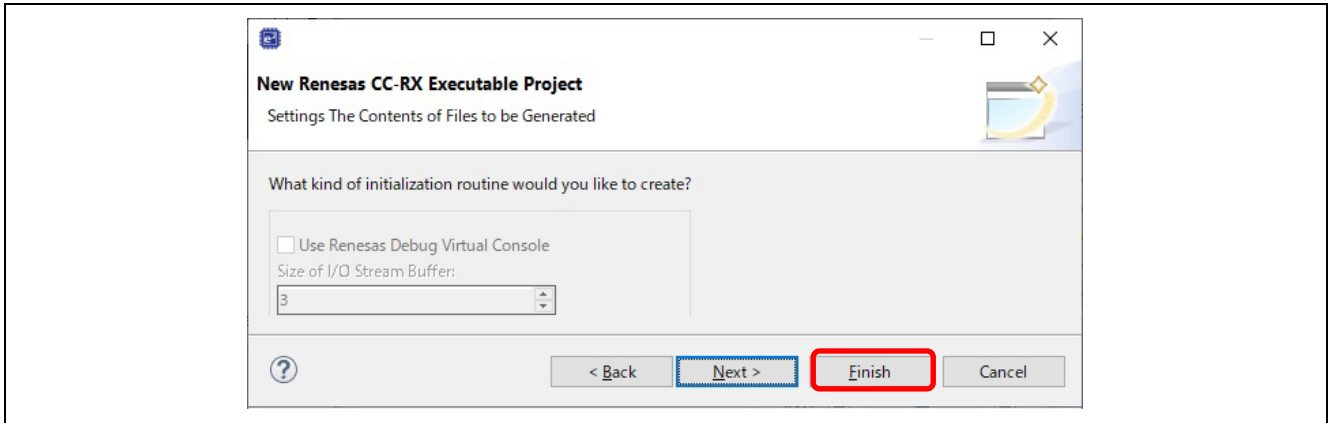 New Renesas CC-RX Executable Project
Settings The Contents of Files to be Generated
What kind of initialization routine would you like to create?
Use Renesas Debug Virtual Console
Size of I/O Stream Buffer:
3
?
< Back Next > Finish Cancel